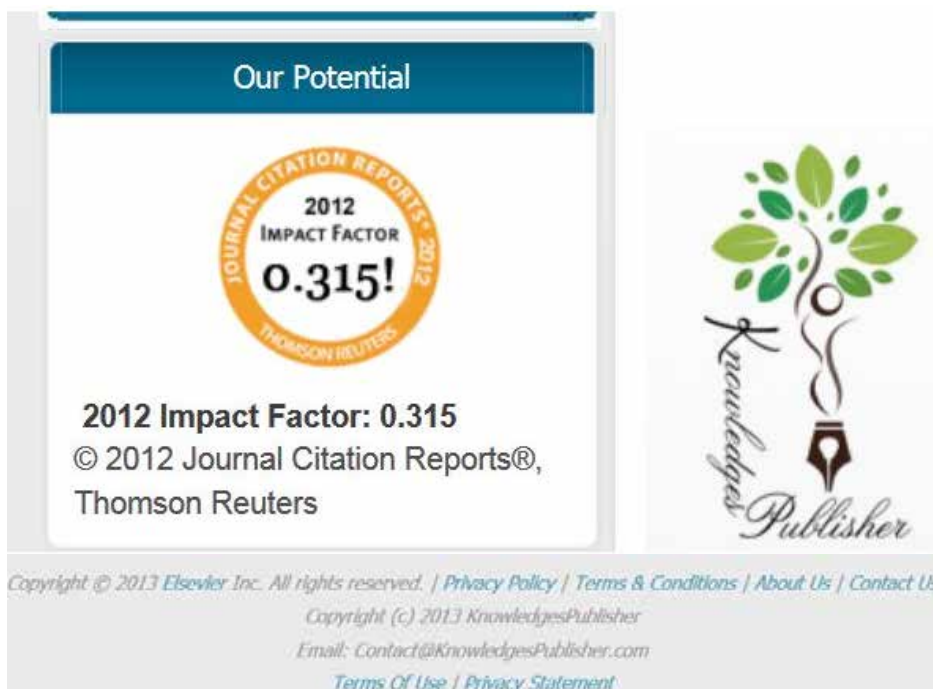 Our Potential
JOURNAL CITATION REPORTS® 2012
2012
IMPACT FACTOR
0.315!
THOMSON REUTERS
2012 Impact Factor: 0.315
© 2012 Journal Citation Reports®,
Thomson Reuters
Knowledges
Publisher
Copyright © 2013 Elsevier Inc. All rights reserved. | Privacy Policy | Terms & Conditions | About Us | Contact Us
Copyright (c) 2013 KnowledgesPublisher
Email: Contact@KnowledgesPublisher.com
Terms Of Use | Privacy Statement